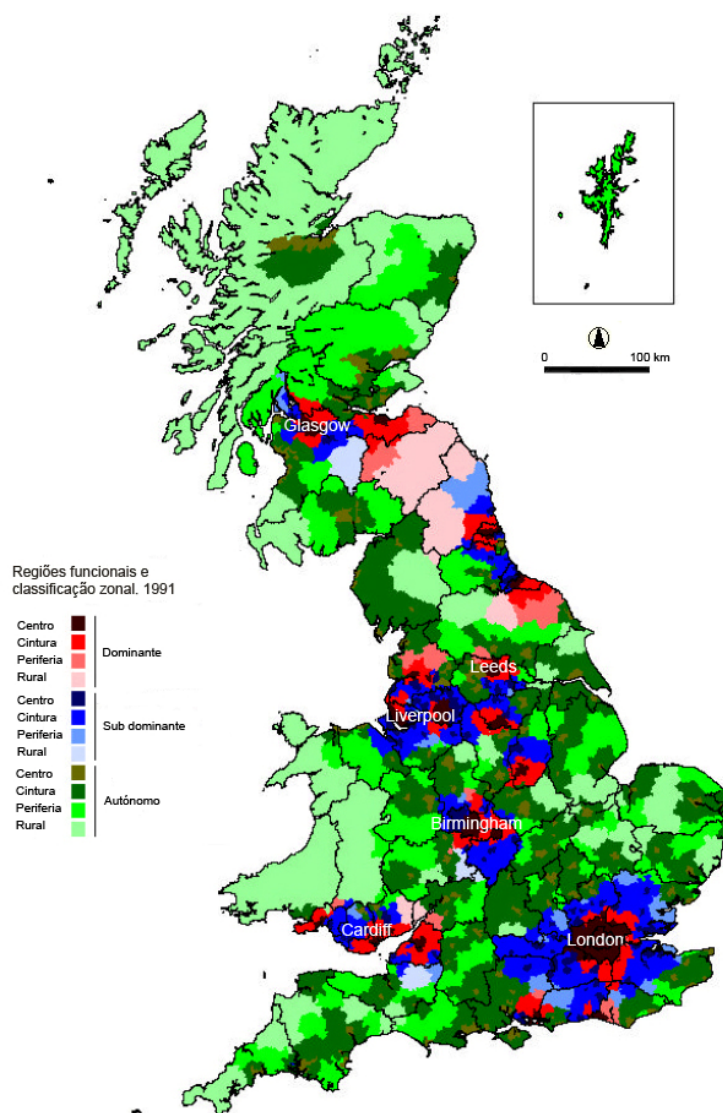 0 100 km
Glasgow
Regiões funcionais e
classificação zonal. 1991
Centro
Cintura
Periferia
Rural
Dominante
Centro
Cintura
Periferia
Rural
Sub dominante
Centro
Cintura
Periferia
Rural
Autónomo
Leeds
Liverpool
Birmingham
Cardiff
London